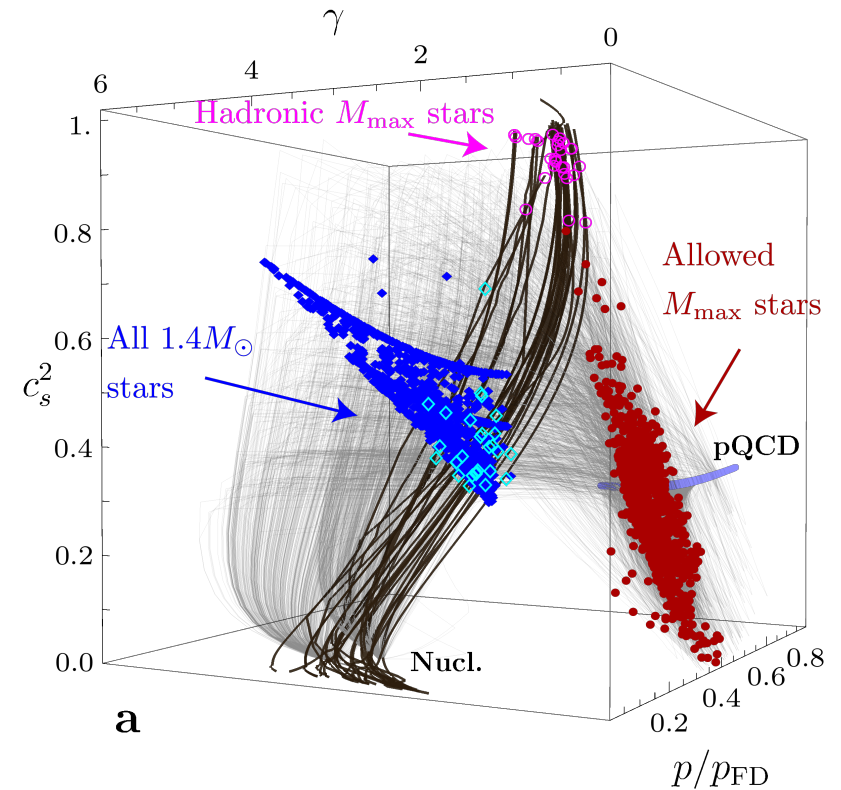 γ
6 4 2 0
Hadronic M_max stars
1.
0.8
Allowed
M_max stars
0.6
All 1.4M_⊙
stars
c_s^2
0.4
pQCD
0.2
0.0
Nucl.
0.8
0.6
0.4
0.2
a
p/p_FD